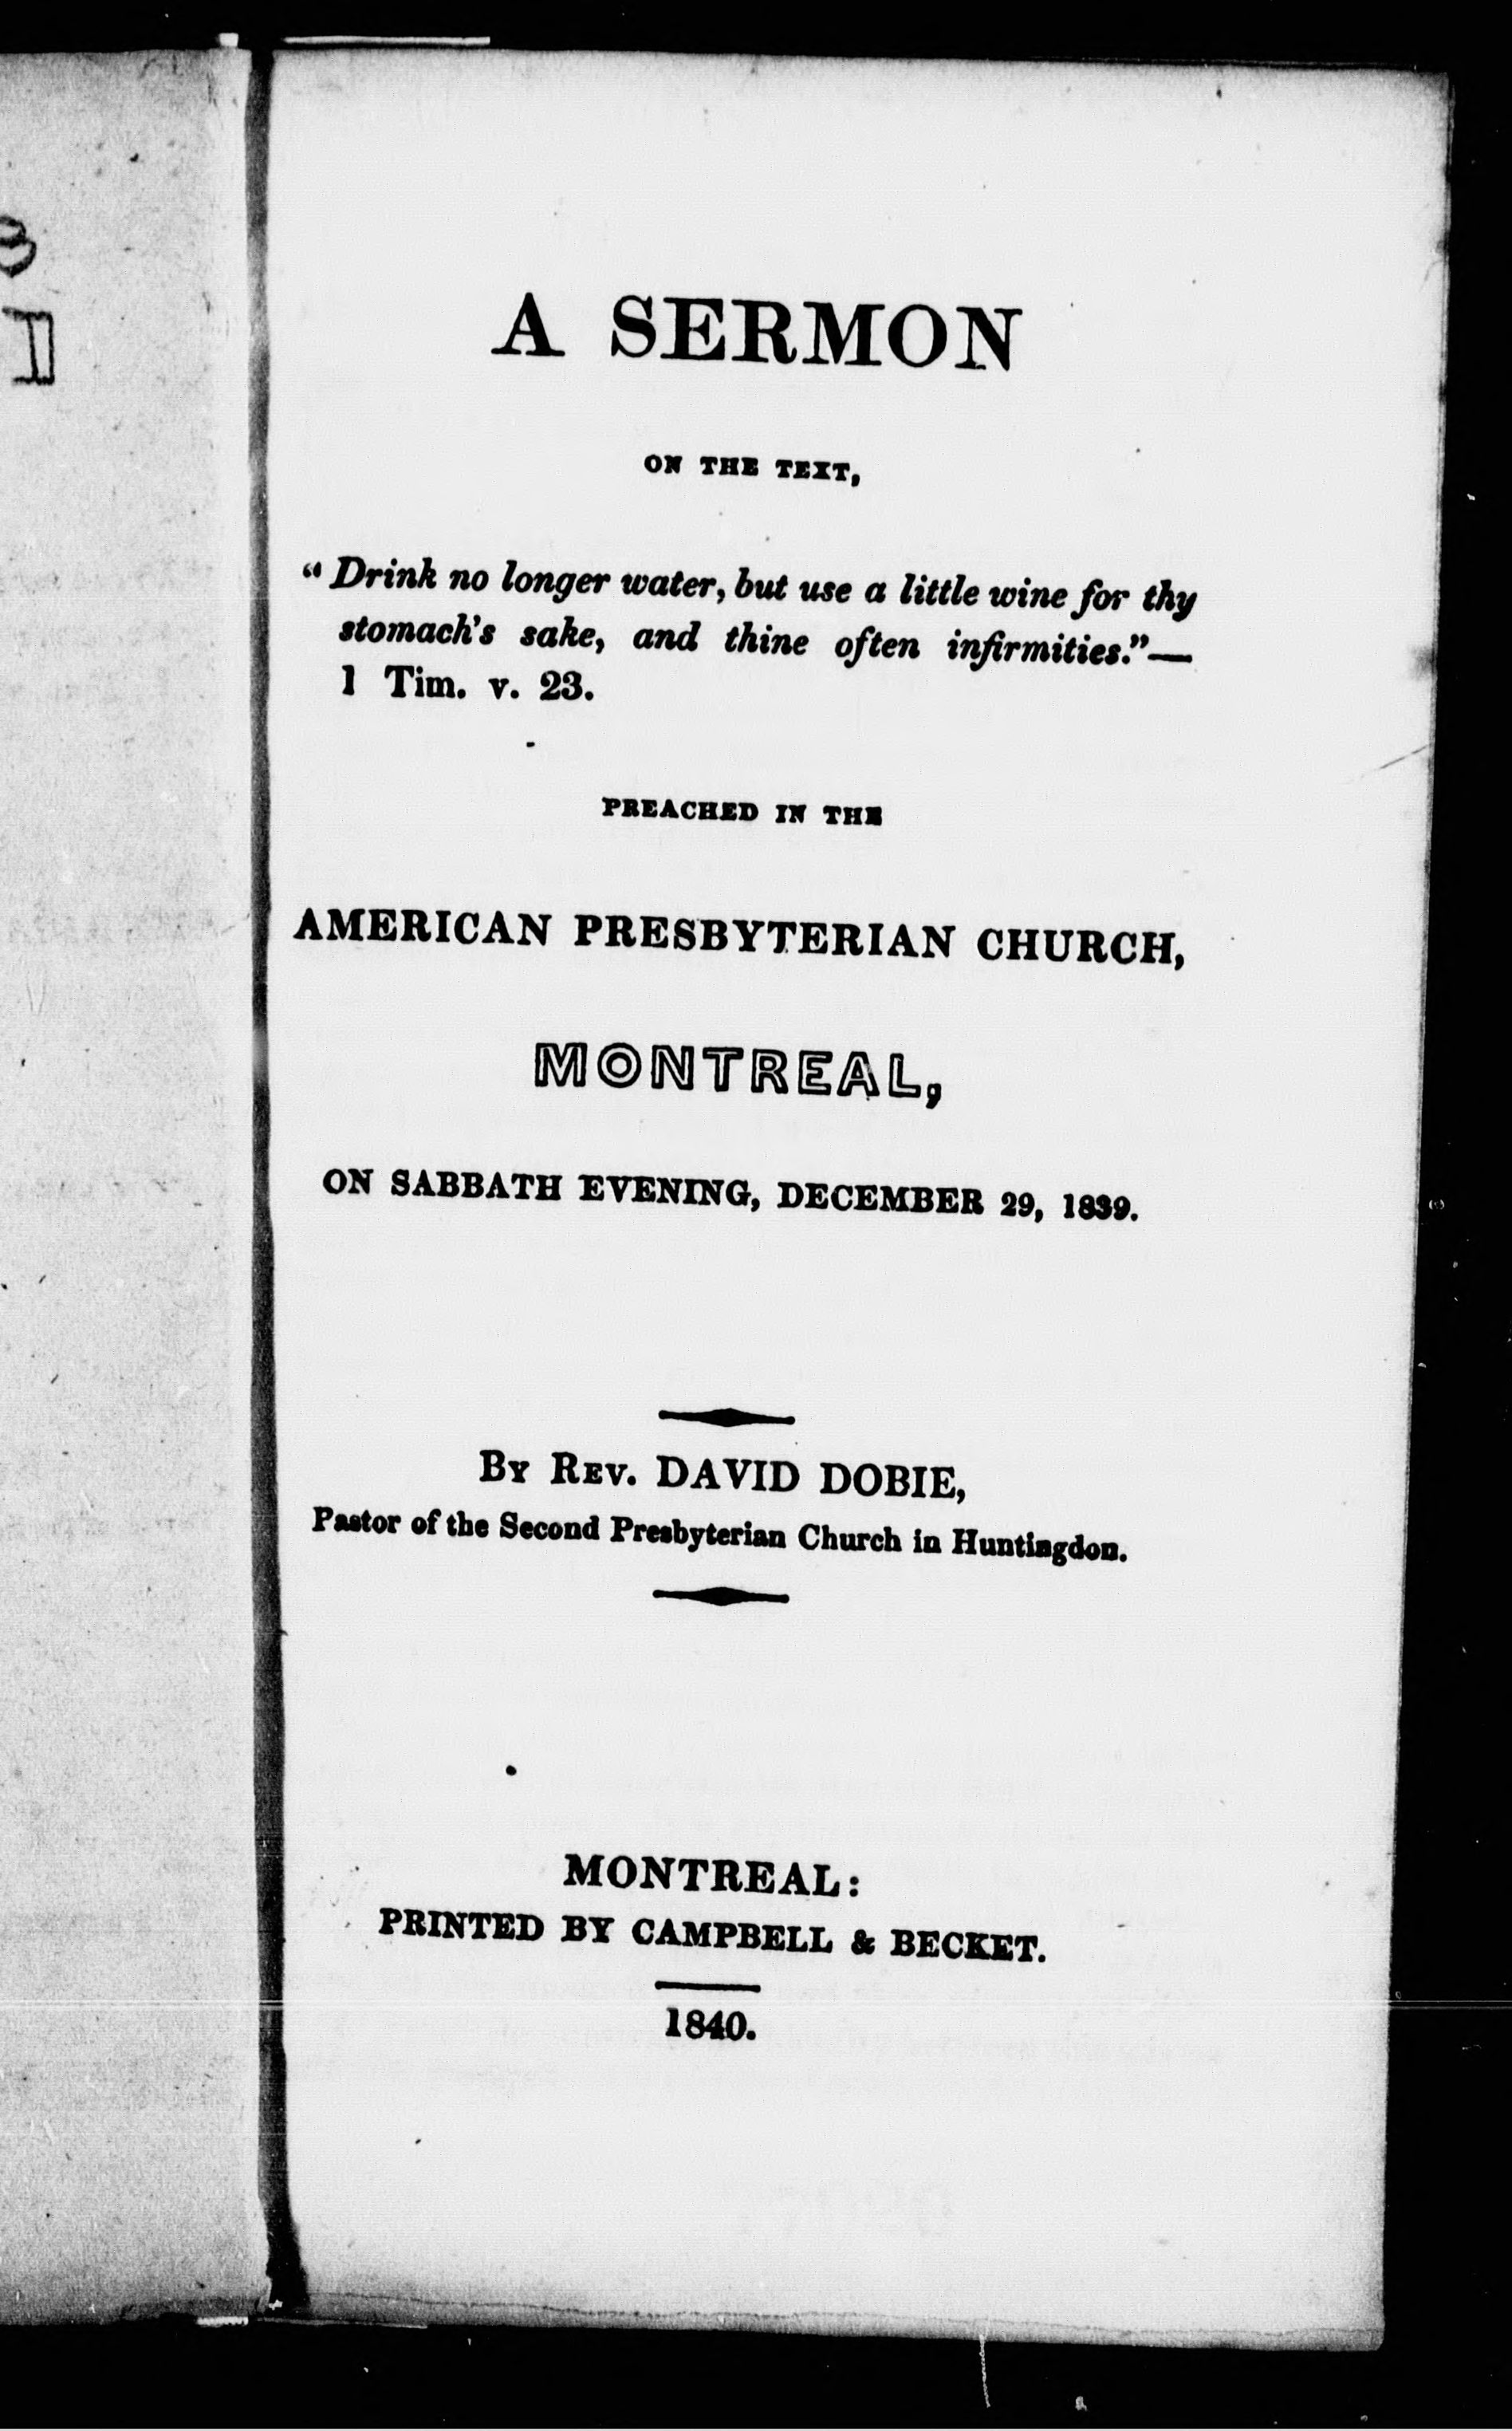 A SERMON
ON THE TEXT,
“Drink no longer water, but use a little wine for thy
stomach's sake, and thine often infirmities.”—
1 Tim. v. 23.
PREACHED IN THE
AMERICAN PRESBYTERIAN CHURCH,
MONTREAL,
ON SABBATH EVENING, DECEMBER 29, 1839.
By Rev. DAVID DOBIE,
Pastor of the Second Presbyterian Church in Huntingdon.
MONTREAL:
PRINTED BY CAMPBELL & BECKET.
1840.